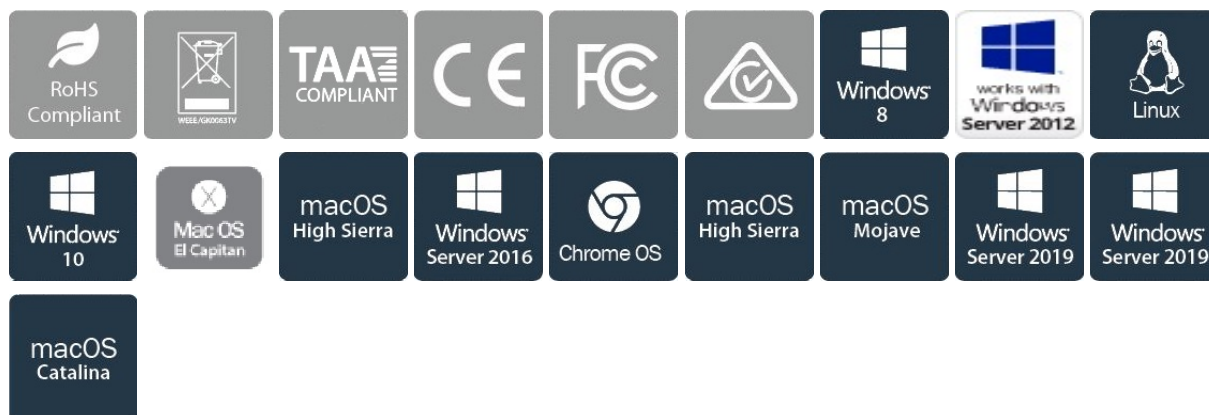 RoHS
Compliant
WEEE/GK0083TV
TAA
COMPLIANT
CE
FC
Windows
8
works with
Windows
Server 2012
Linux
Windows
10
Mac OS
El Capitan
macOS
High Sierra
Windows
Server 2016
Chrome OS
macOS
High Sierra
macOS
Mojave
Windows
Server 2019
Windows
Server 2019
macOS
Catalina